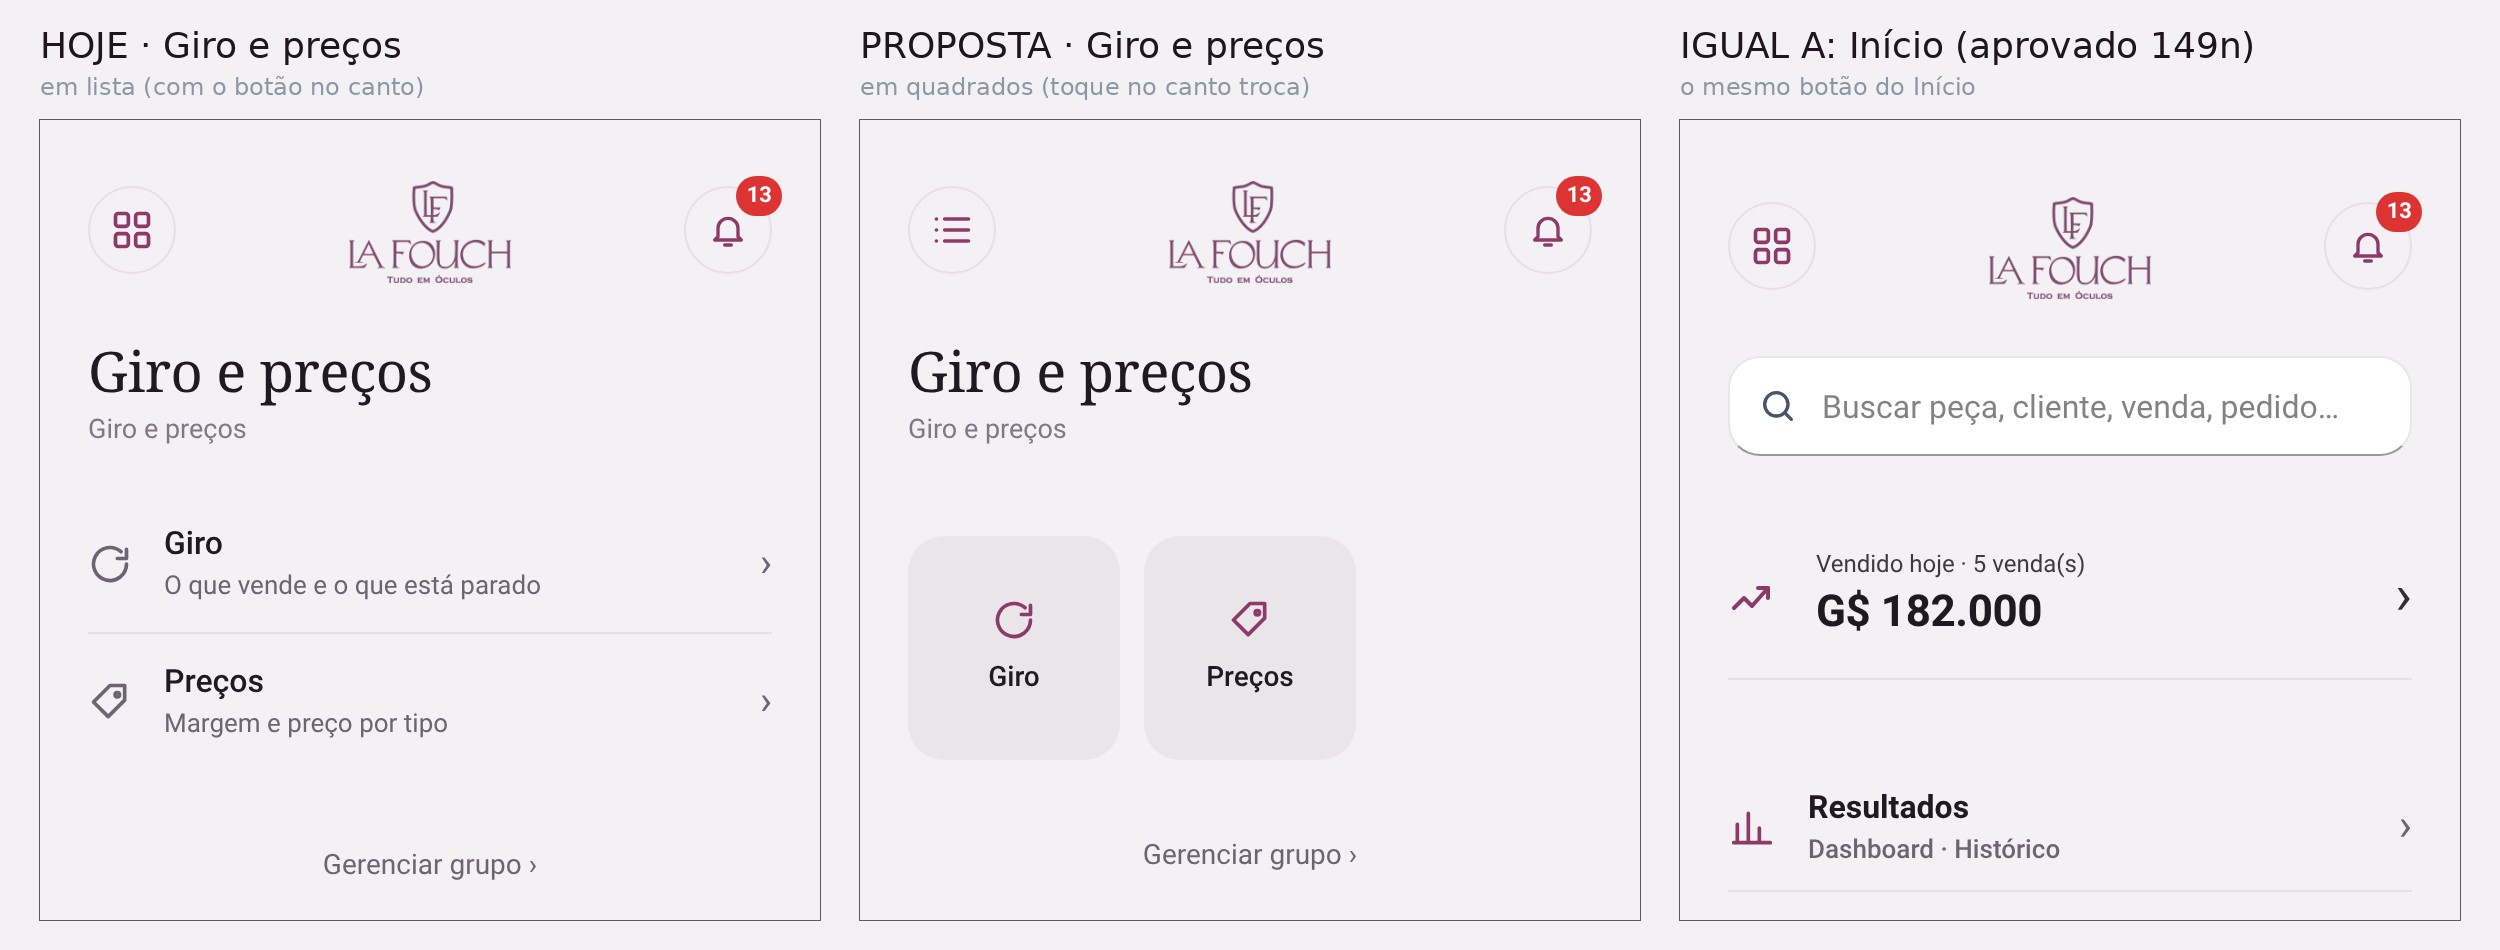 HOJE · Giro e preços
em lista (com o botão no canto)
13
LF
LA FOUCH
TUDO EM ÓCULOS
Giro e preços
Giro e preços
Giro
O que vende e o que está parado
›
Preços
Margem e preço por tipo
›
Gerenciar grupo ›
PROPOSTA · Giro e preços
em quadrados (toque no canto troca)
13
LF
LA FOUCH
TUDO EM ÓCULOS
Giro e preços
Giro e preços
Giro
Preços
Gerenciar grupo ›
IGUAL A: Início (aprovado 149n)
o mesmo botão do Início
13
LF
LA FOUCH
TUDO EM ÓCULOS
Buscar peça, cliente, venda, pedido...
Vendido hoje · 5 venda(s)
G$ 182.000
›
Resultados
Dashboard · Histórico
›